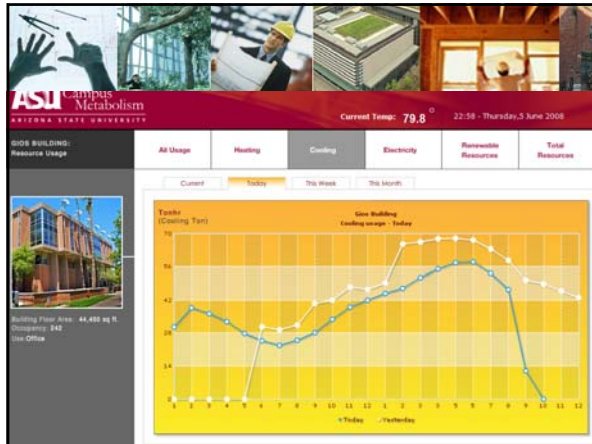 ASU Campus
Metabolism
ARIZONA STATE UNIVERSITY
Current Temp: 79.8 °
22:58 - Thursday,5 June 2008
GIOS BUILDING:
Resource Usage
All Usage
Heating
Cooling
Electricity
Renewable
Resources
Total
Resources
Current
Today
This Week
This Month
Tonhr
(Cooling Ton)
Gios Building
Cooling usage - Today
70
56
42
28
14
0
1 2 3 4 5 6 7 8 9 10 11 12 1 2 3 4 5 6 7 8 9 10 11 12
Today
Yesterday
Building Floor Area: 44,460 sq ft.
Occupancy: 242
Use:Office